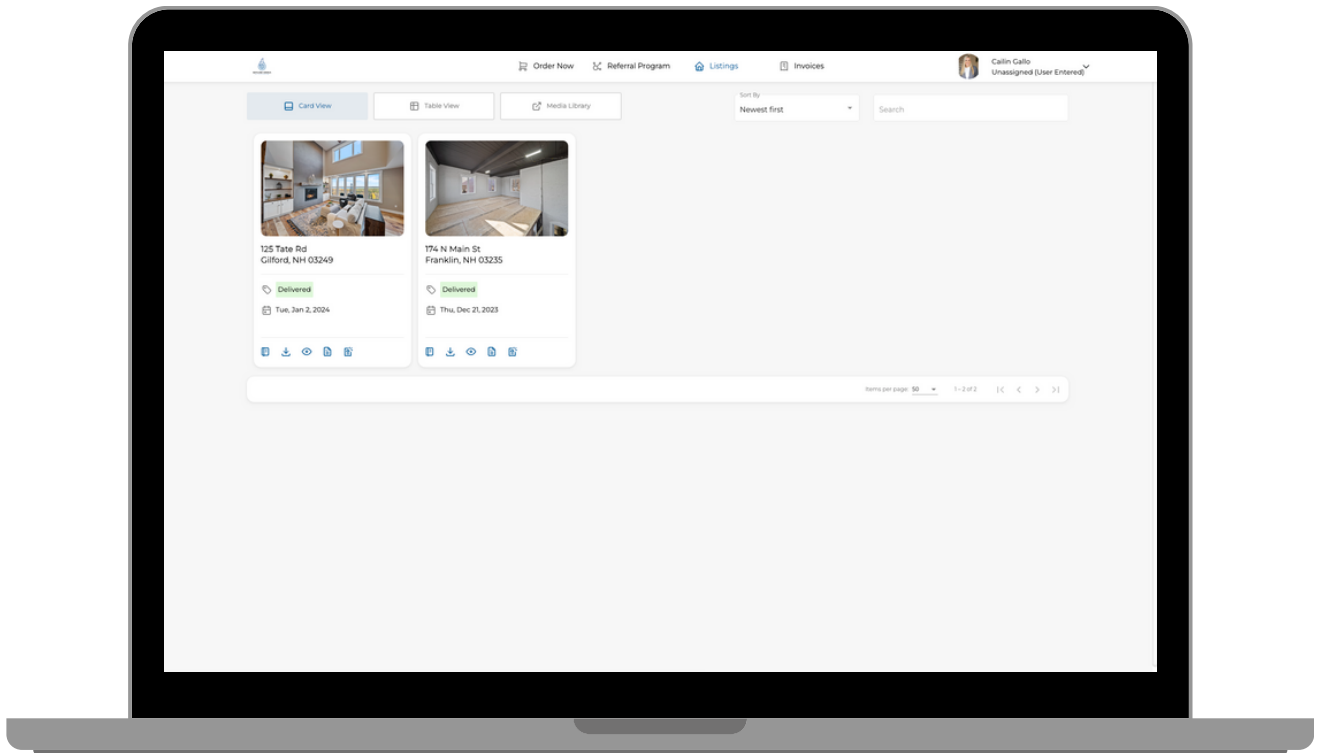 Order Now
Referral Program
Listings
Invoices
Cailin Gallo
Unassigned (User Entered)
Card View
Table View
Media Library
Sort By
Newest first
Search
125 Tate Rd
Gilford, NH 03249
Delivered
Tue, Jan 2, 2024
174 N Main St
Franklin, NH 03235
Delivered
Thu, Dec 21, 2023
Items per page: 50
1 – 2 of 2